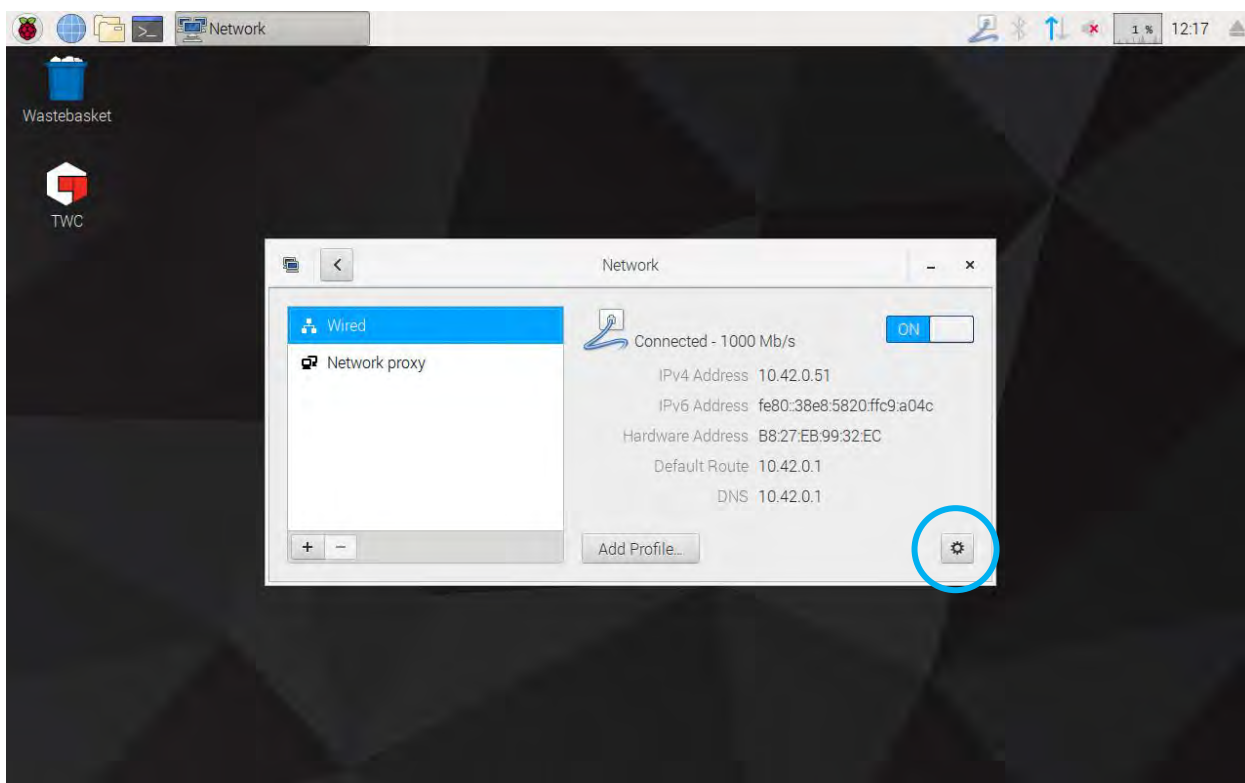 Network
1 %
12:17
Wastebasket
TWC
Network
Wired
Network proxy
Connected - 1000 Mb/s
ON
IPv4 Address 10.42.0.51
IPv6 Address fe80::38e8:5820:ffc9:a04c
Hardware Address B8:27:EB:99:32:EC
Default Route 10.42.0.1
DNS 10.42.0.1
Add Profile...